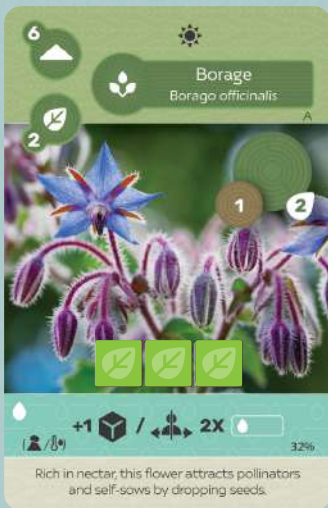 6
Borage
Borago officinalis
2
A
1
2
+1 / 2X
( / )
32%
Rich in nectar, this flower attracts pollinators
and self-sows by dropping seeds.